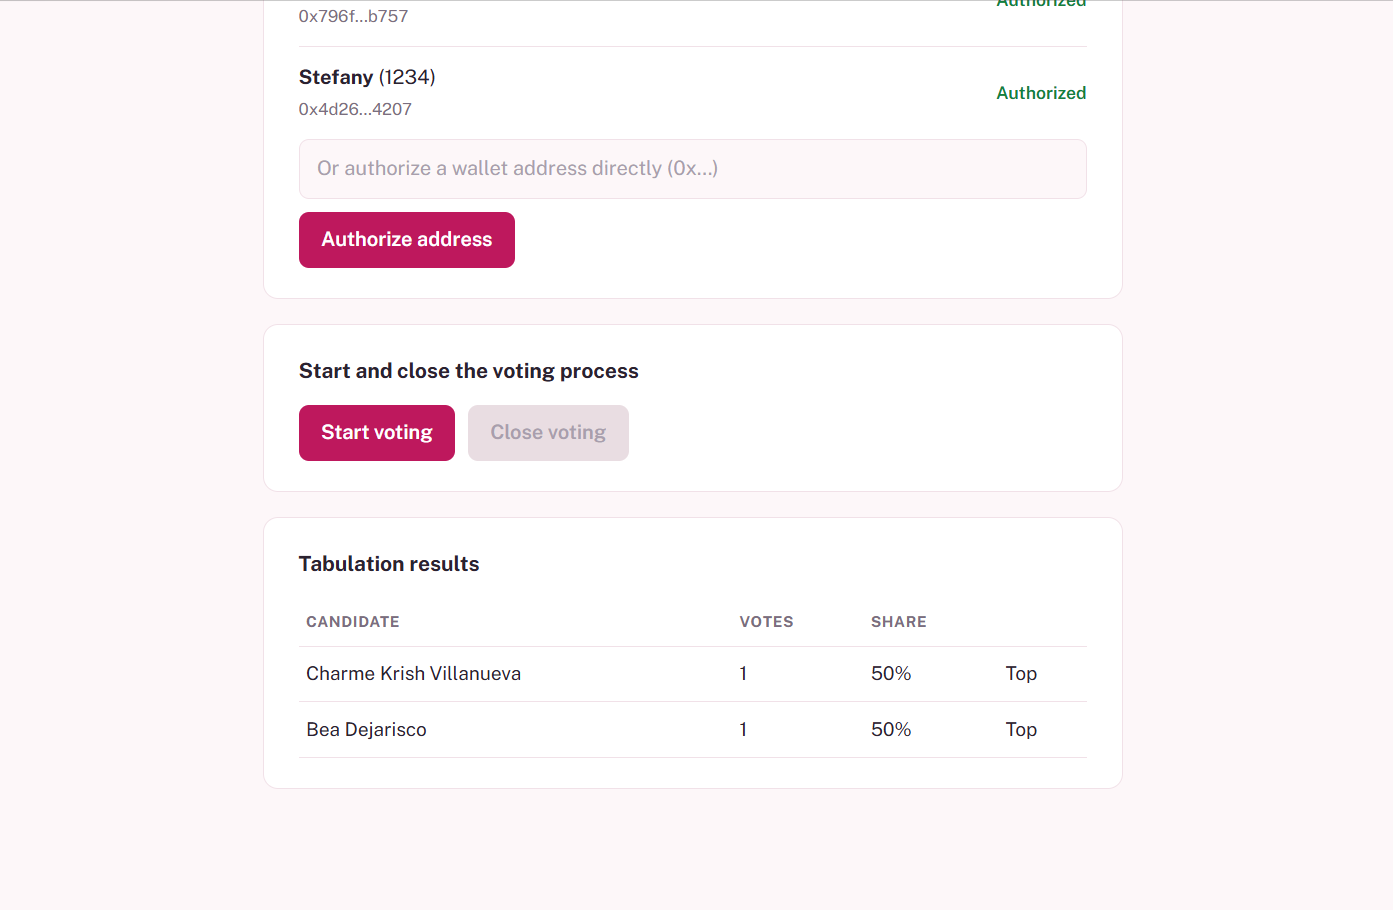 Authorized
0x796f...b757
Stefany (1234)
Authorized
0x4d26...4207
Or authorize a wallet address directly (0x...)
Authorize address
Start and close the voting process
Start voting
Close voting
Tabulation results
CANDIDATE VOTES SHARE
Charme Krish Villanueva 1 50% Top
Bea Dejarisco 1 50% Top